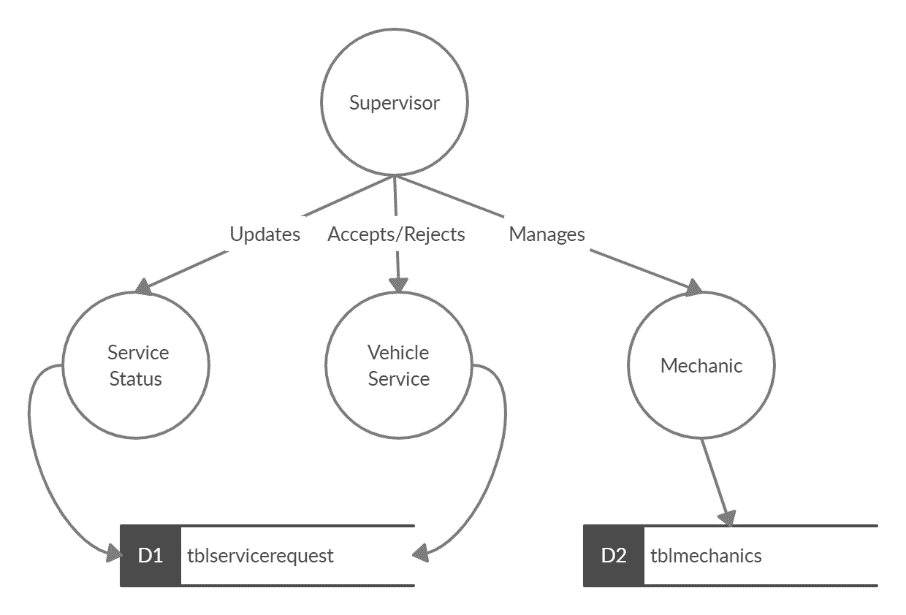 Supervisor
Updates
Accepts/Rejects
Manages
Service
Status
Vehicle
Service
Mechanic
D1 tblservicerequest
D2 tblmechanics